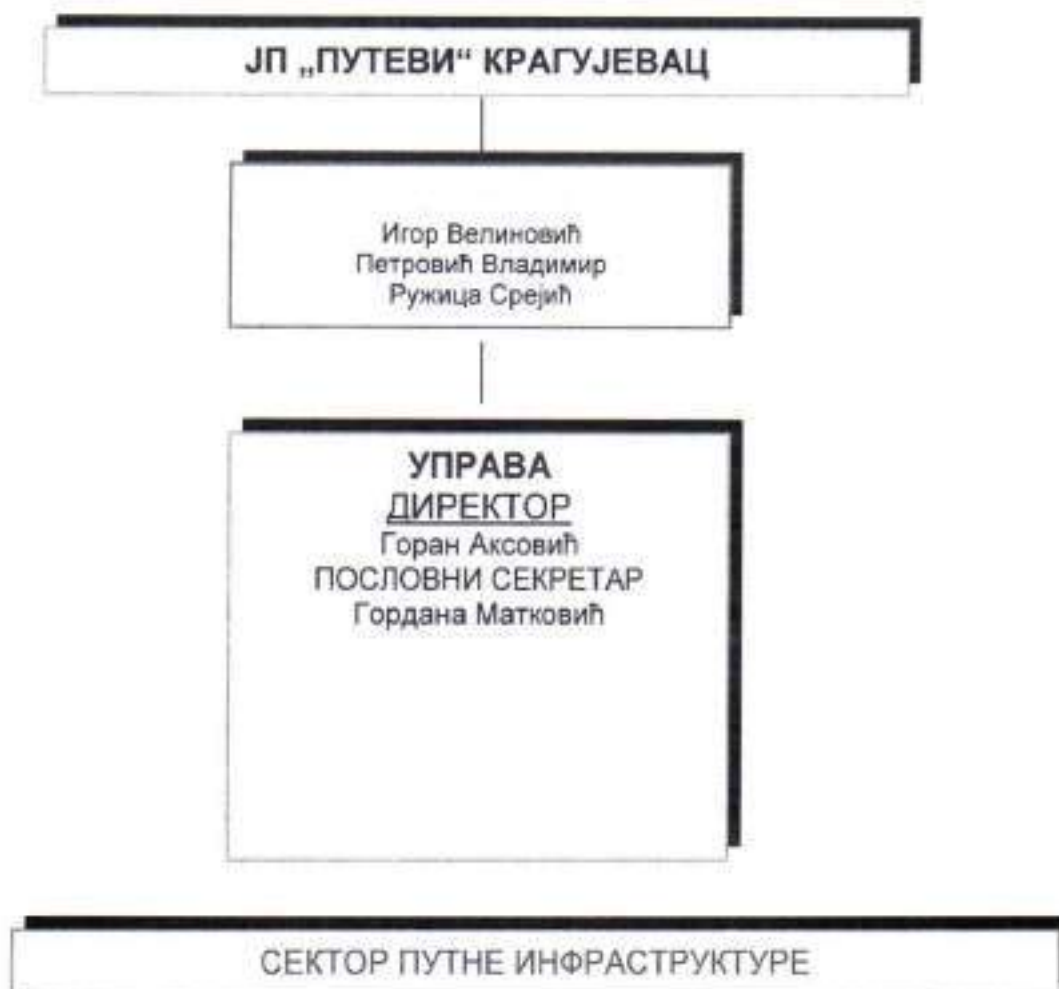 ЈП „ПУТЕВИ“ КРАГУЈЕВАЦ
Игор Велиновић
Петровић Владимир
Ружица Срејић
УПРАВА
ДИРЕКТОР
Горан Аксовић
ПОСЛОВНИ СЕКРЕТАР
Гордана Матковић
СЕКТОР ПУТНЕ ИНФРАСТРУКТУРЕ